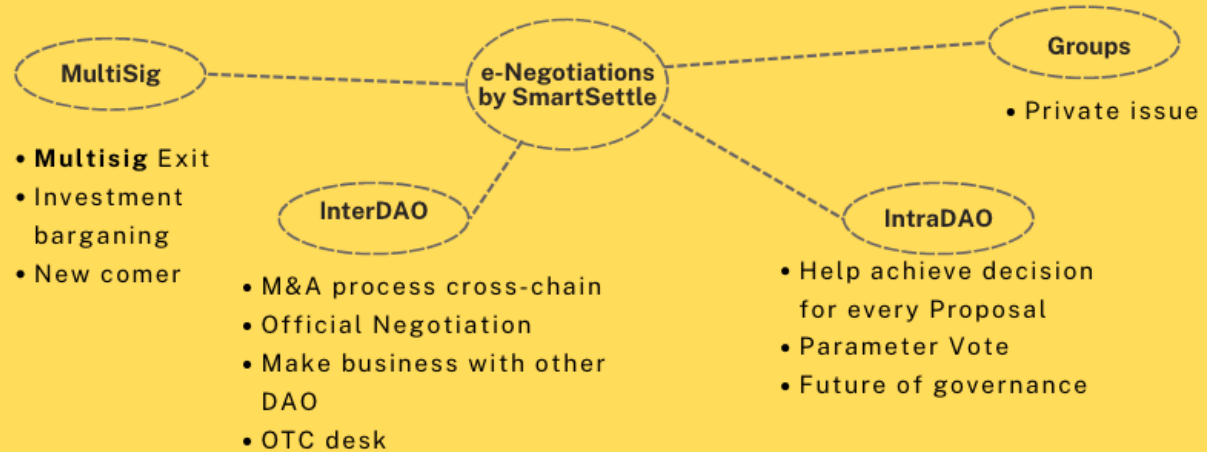 MultiSig
• Multisig Exit
• Investment
barganing
• New comer
e-Negotiations
by SmartSettle
Groups
• Private issue
InterDAO
• M&A process cross-chain
• Official Negotiation
• Make business with other
DAO
• OTC desk
IntraDAO
• Help achieve decision
for every Proposal
• Parameter Vote
• Future of governance